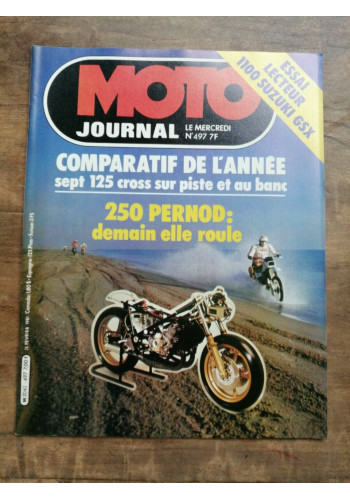 MOTO
JOURNAL
LE MERCREDI
N°497 7F
ESSAI
LECTEUR
1100 SUZUKI GSX
COMPARATIF DE L'ANNÉE
sept 125 cross sur piste et au banc
250 PERNOD:
demain elle roule